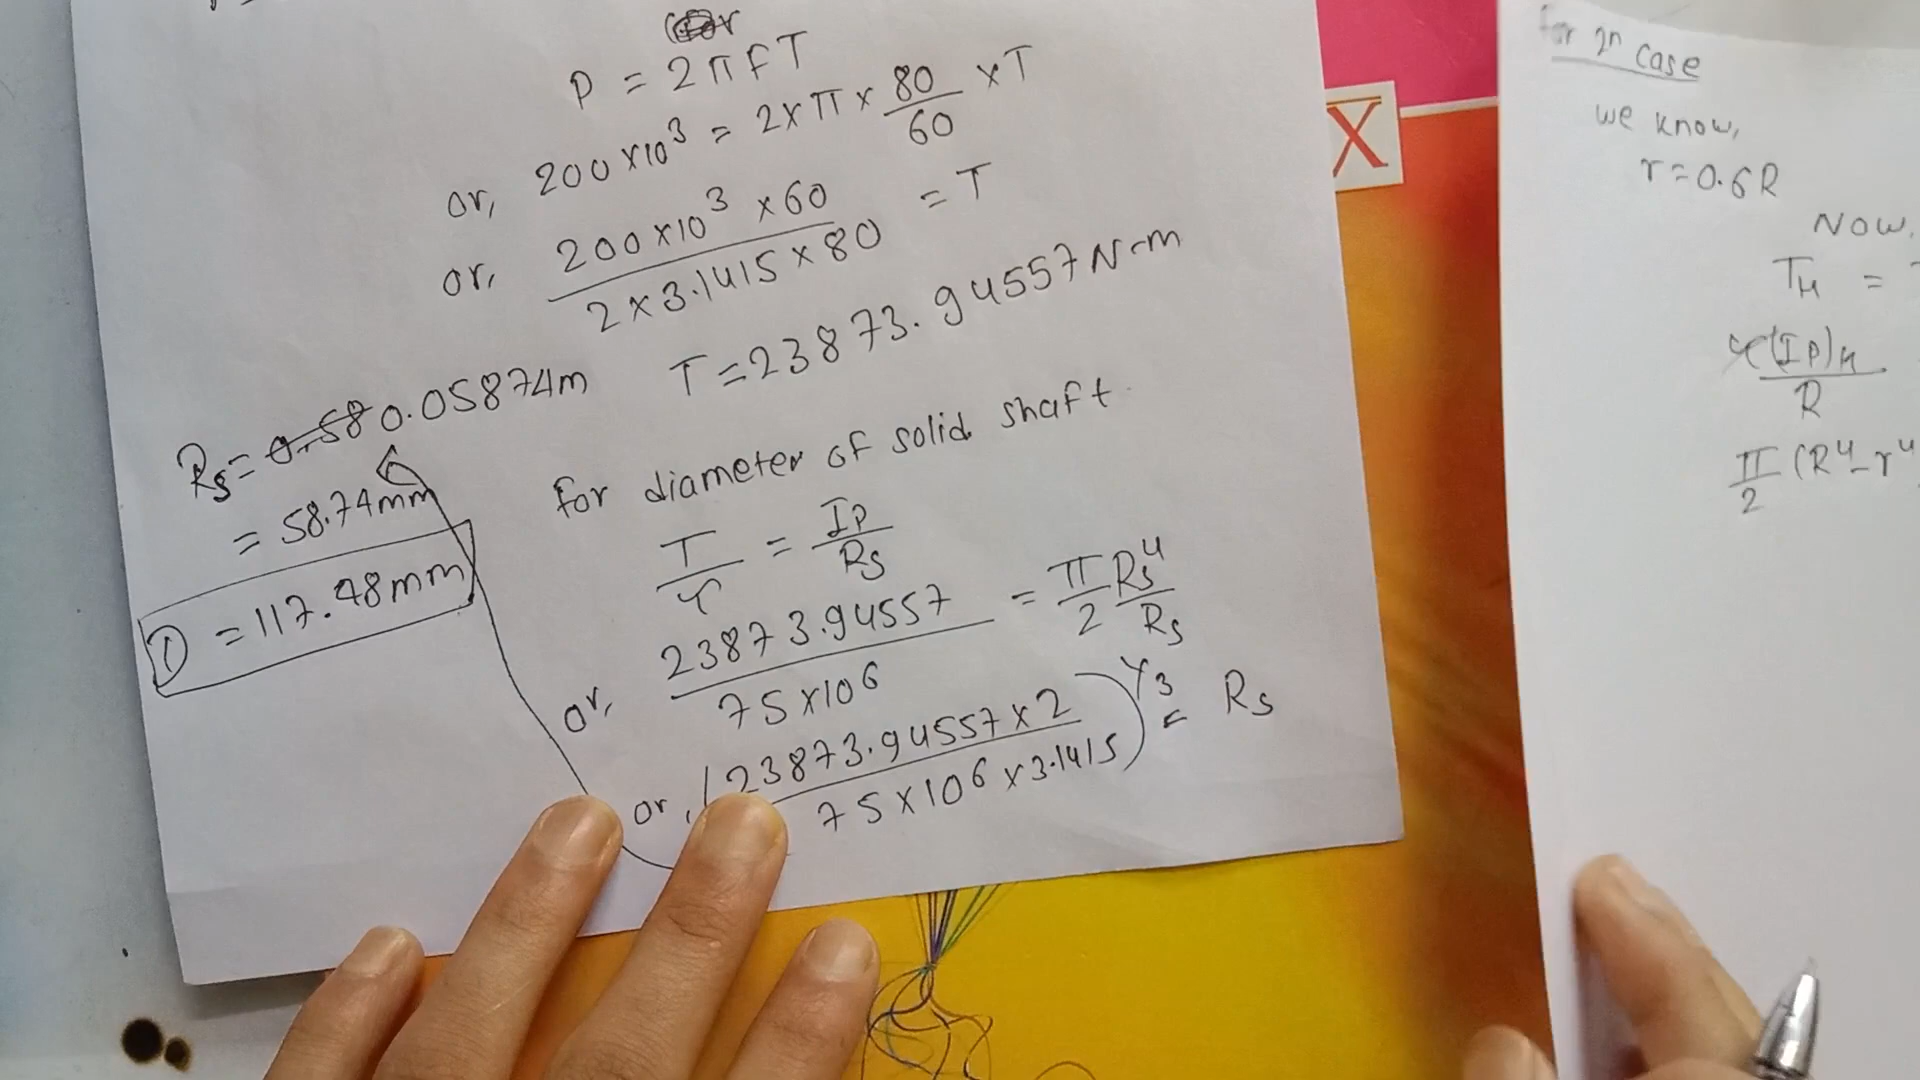 P = 2πfT
or, 200×10³ = 2×π× 80/60 ×T
or, 200×10³ ×60 / 2×3.1415×80 = T
T=23873.94557N-m
for diameter of solid shaft.
T/τ = IP/Rs
or, 23873.94557 / 75×10⁶ = π/2 Rs⁴/Rs
or, (23873.94557×2 / 75×10⁶×3.1415)^1/3 = Rs
Rs= 0.05874m
= 58.74mm
D =117.48mm
X
for 2n case
we know,
r=0.6R
Now,
TH =
τ(IP)H / R
π/2 (R⁴-r⁴